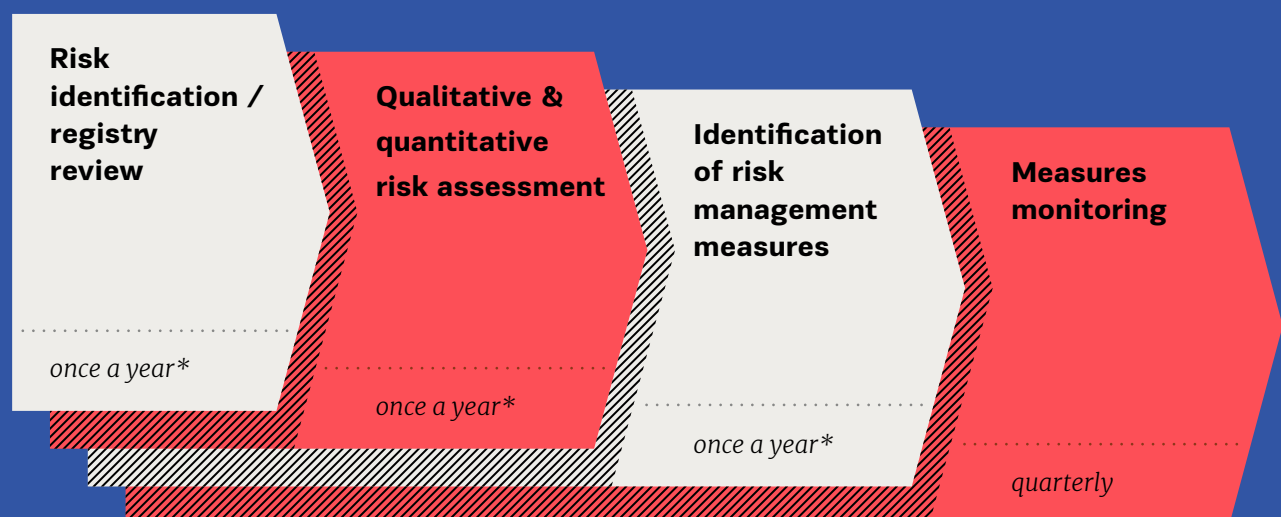 Risk
identification /
registry
review
once a year*
Qualitative &
quantitative
risk assessment
once a year*
Identification
of risk
management
measures
once a year*
Measures
monitoring
quarterly